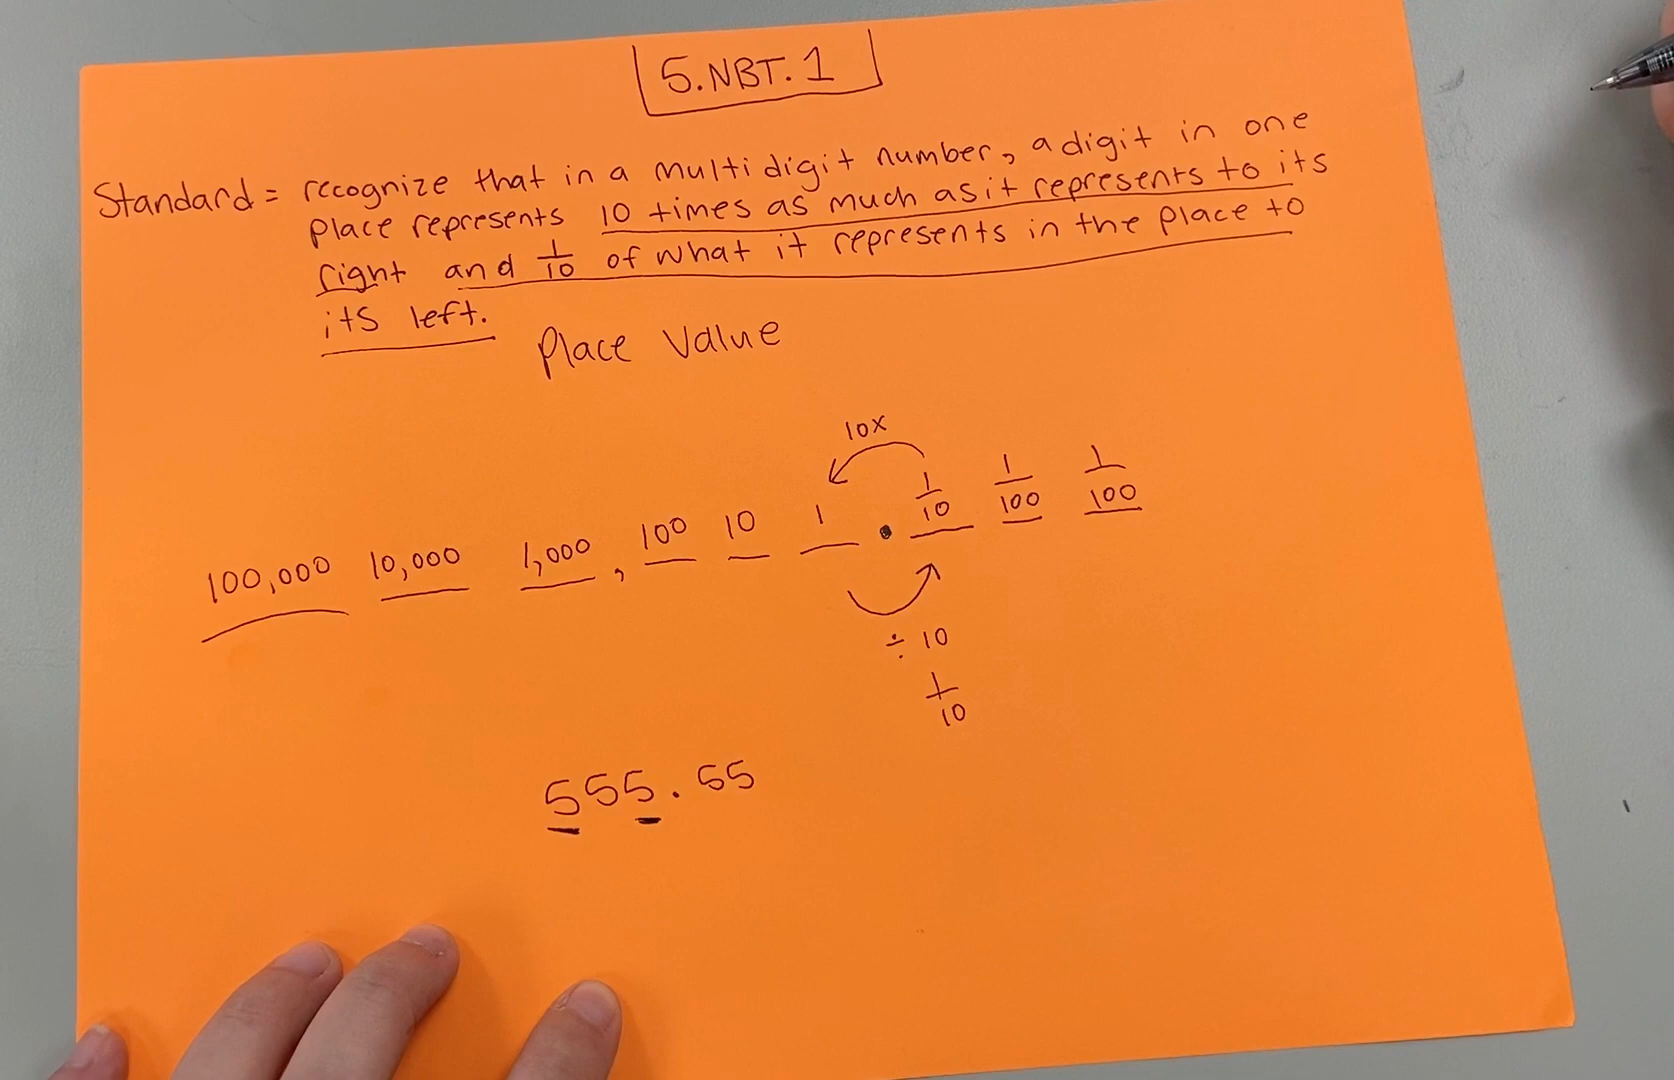 5.NBT.1
Standard = recognize that in a multidigit number, a digit in one
place represents 10 times as much as it represents to its
right and 1/10 of what it represents in the place to
its left.
Place Value
10x
100,000 10,000 1,000 , 100 10 1 . 1/10 1/100 1/100
÷ 10
1/10
555.55